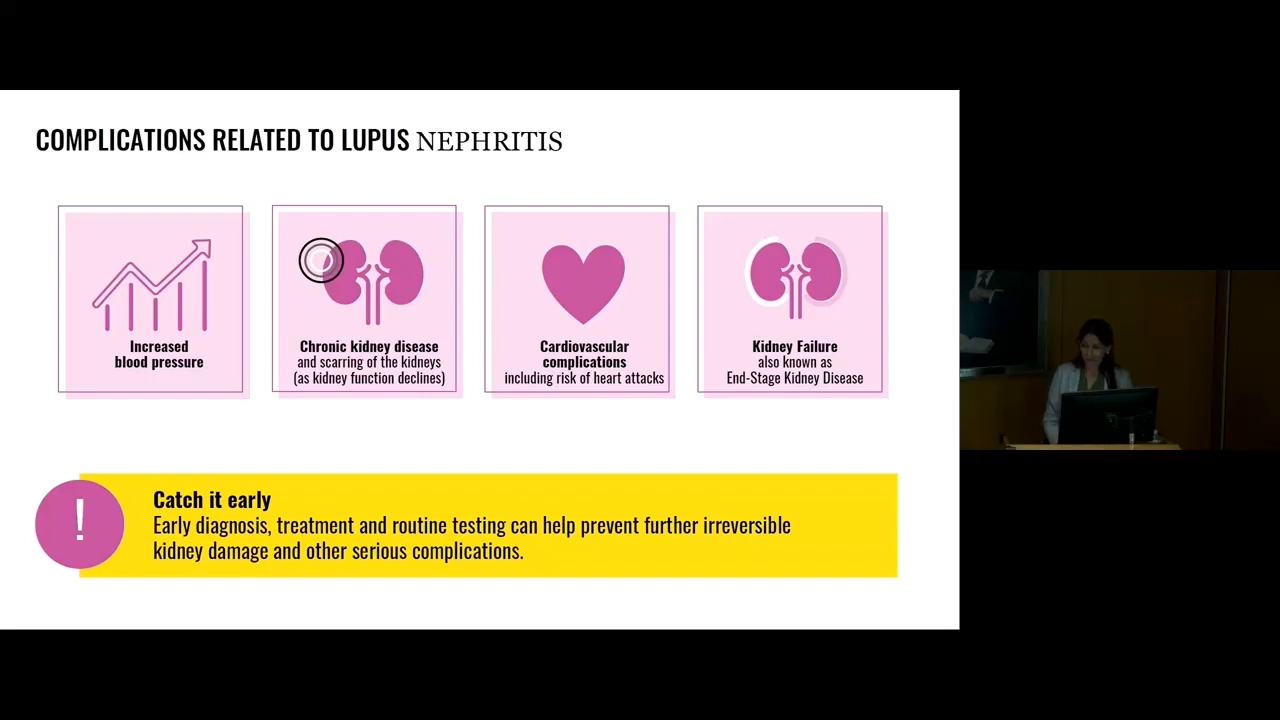 COMPLICATIONS RELATED TO LUPUS NEPHRITIS
Increased
blood pressure
Chronic kidney disease
and scarring of the kidneys
(as kidney function declines)
Cardiovascular
complications
including risk of heart attacks
Kidney Failure
also known as
End-Stage Kidney Disease
!
Catch it early
Early diagnosis, treatment and routine testing can help prevent further irreversible
kidney damage and other serious complications.